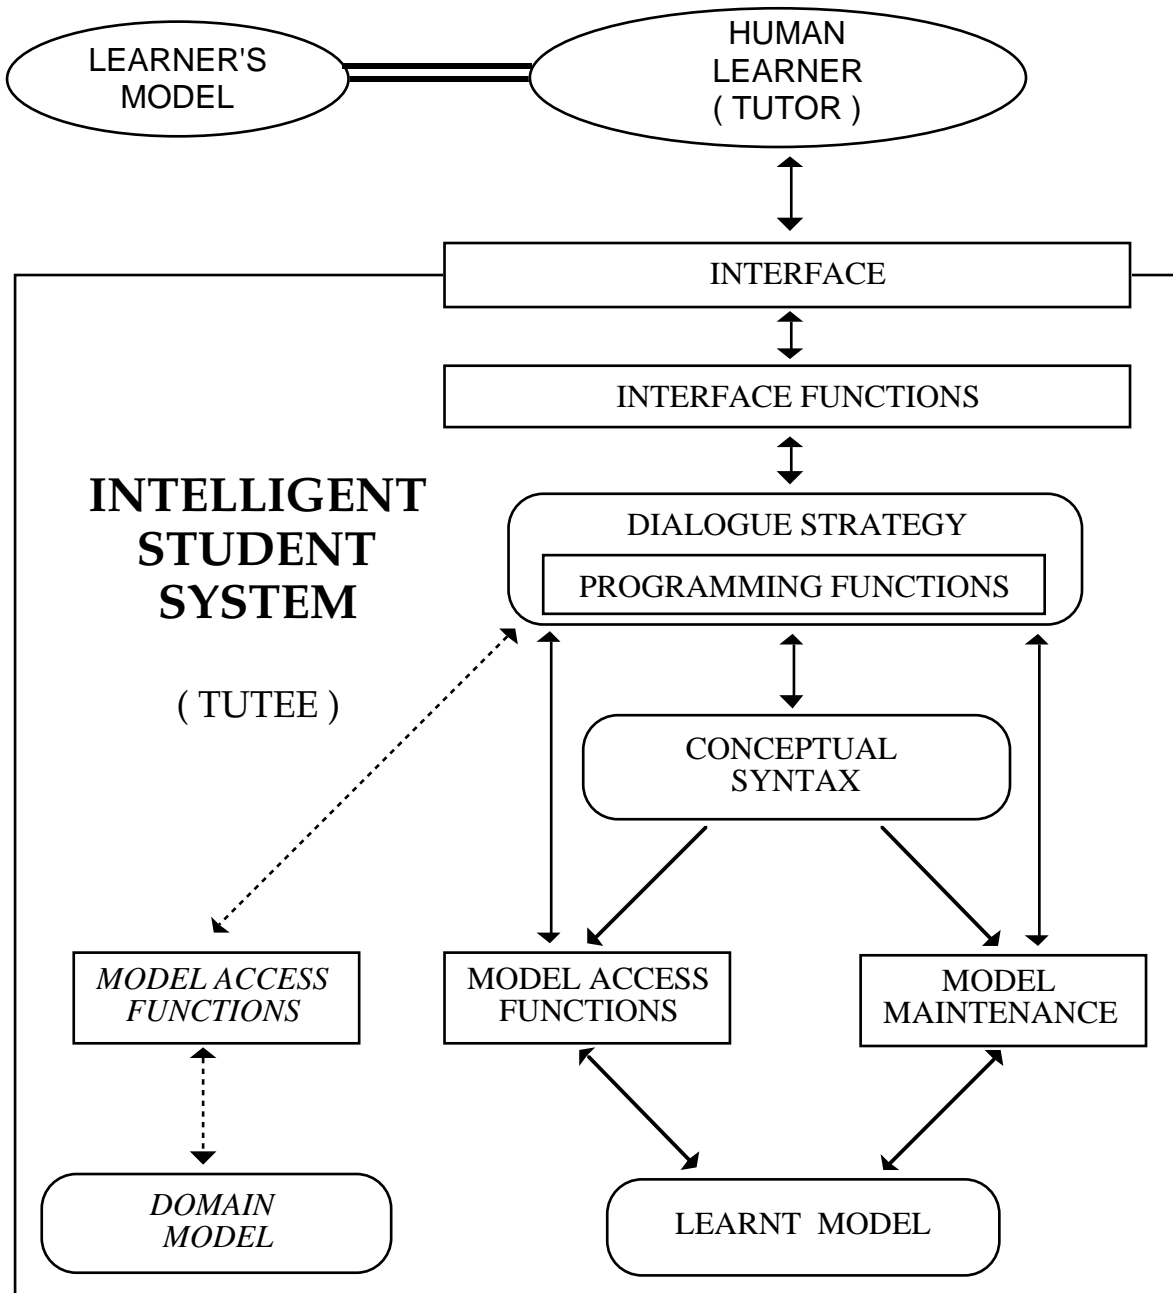 LEARNER'S
MODEL
HUMAN
LEARNER
( TUTOR )
INTERFACE
INTERFACE FUNCTIONS
INTELLIGENT
STUDENT
SYSTEM
( TUTEE )
DIALOGUE STRATEGY
PROGRAMMING FUNCTIONS
CONCEPTUAL
SYNTAX
MODEL ACCESS
FUNCTIONS
MODEL ACCESS
FUNCTIONS
MODEL
MAINTENANCE
DOMAIN
MODEL
LEARNT MODEL